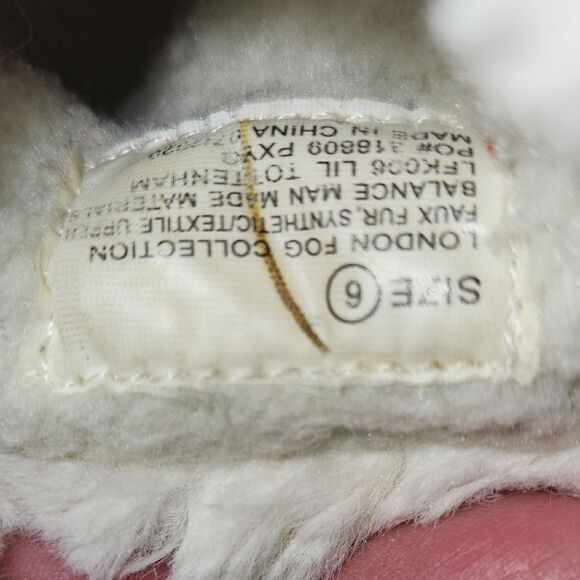 SIZE 6
LONDON FOG COLLECTION
FAUX FUR, SYNTHETIC/TEXTILE UPPER
BALANCE MAN MADE MATERIALS
LFK006 LIL TOTTENHAM
PO# 318809 FXYG
MADE IN CHINA